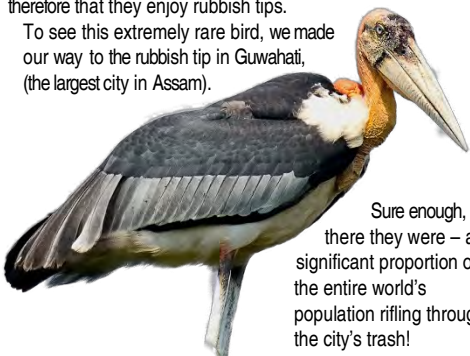 therefore that they enjoy rubbish tips.
To see this extremely rare bird, we made
our way to the rubbish tip in Guwahati,
(the largest city in Assam).
Sure enough,
there they were – a
significant proportion
the entire world's
population rifling
the city's trash!